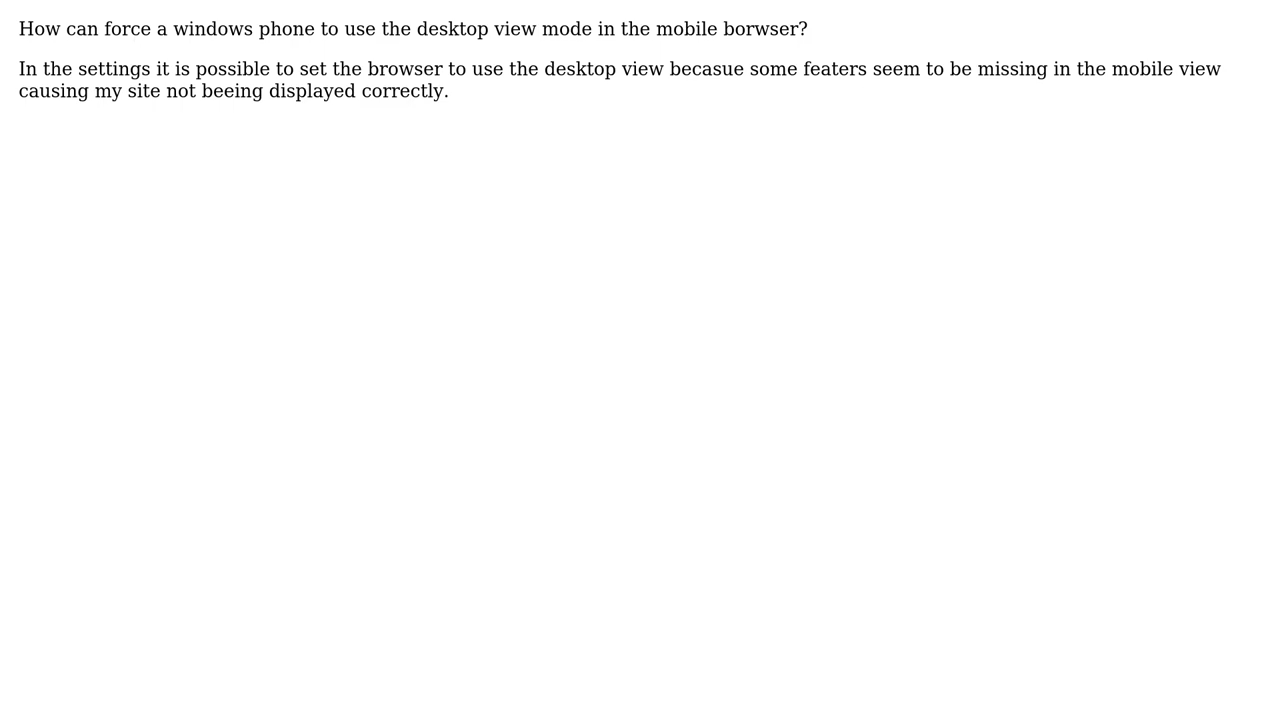 How can force a windows phone to use the desktop view mode in the mobile borwser?
In the settings it is possible to set the browser to use the desktop view becasue some featers seem to be missing in the mobile view
causing my site not beeing displayed correctly.